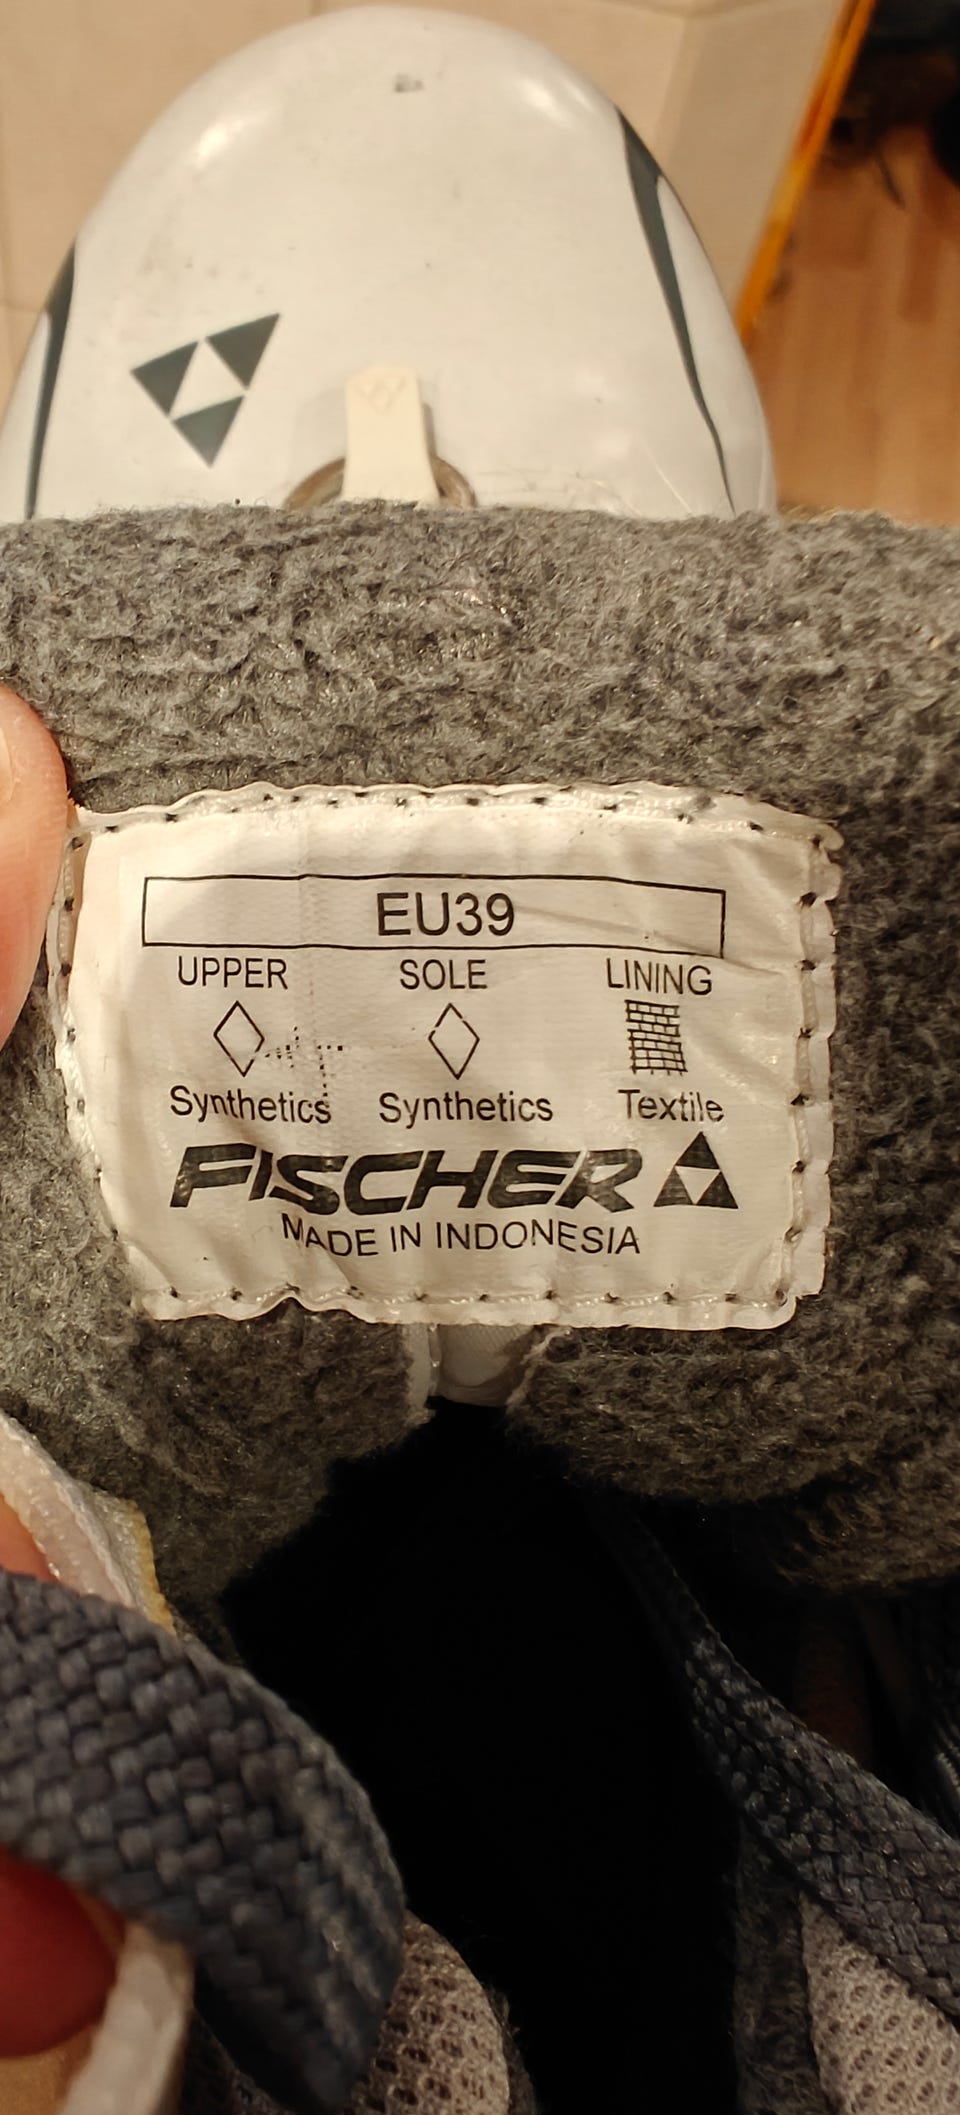 EU39
UPPER SOLE LINING
Synthetics Synthetics Textile
FISCHER
MADE IN INDONESIA